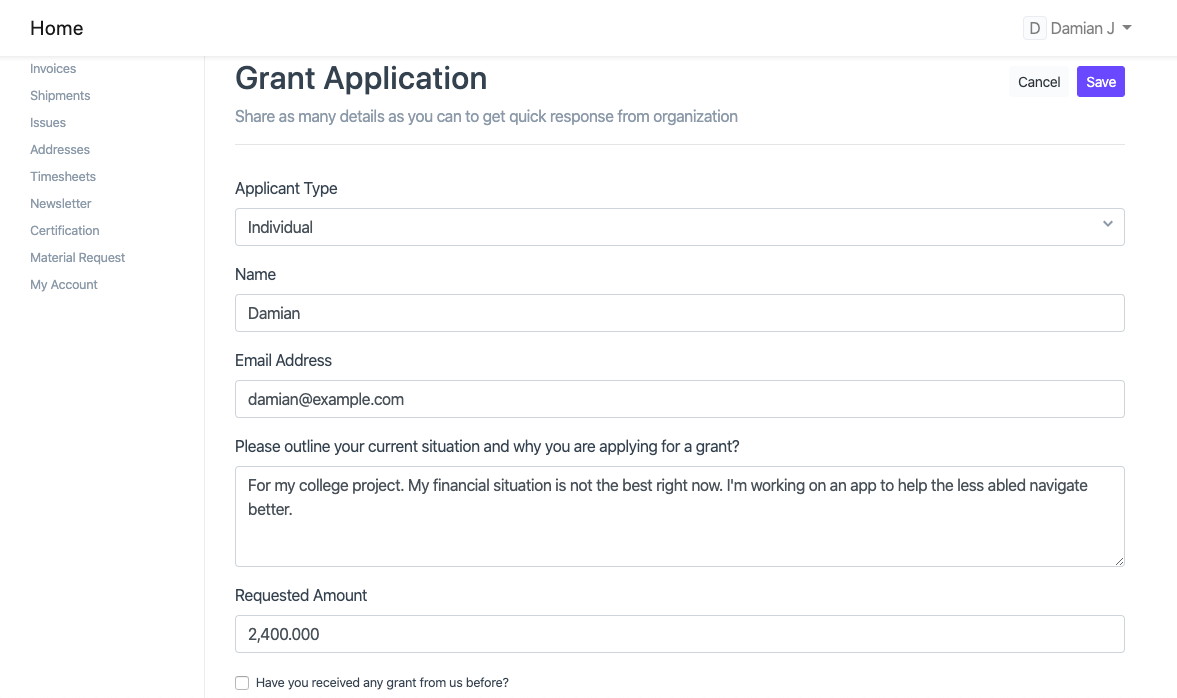 Home
D Damian J
Invoices
Shipments
Issues
Addresses
Timesheets
Newsletter
Certification
Material Request
My Account
Grant Application
Cancel
Save
Share as many details as you can to get quick response from organization
Applicant Type
Individual
Name
Damian
Email Address
damian@example.com
Please outline your current situation and why you are applying for a grant?
For my college project. My financial situation is not the best right now. I'm working on an app to help the less abled navigate
better.
Requested Amount
2,400.000
Have you received any grant from us before?